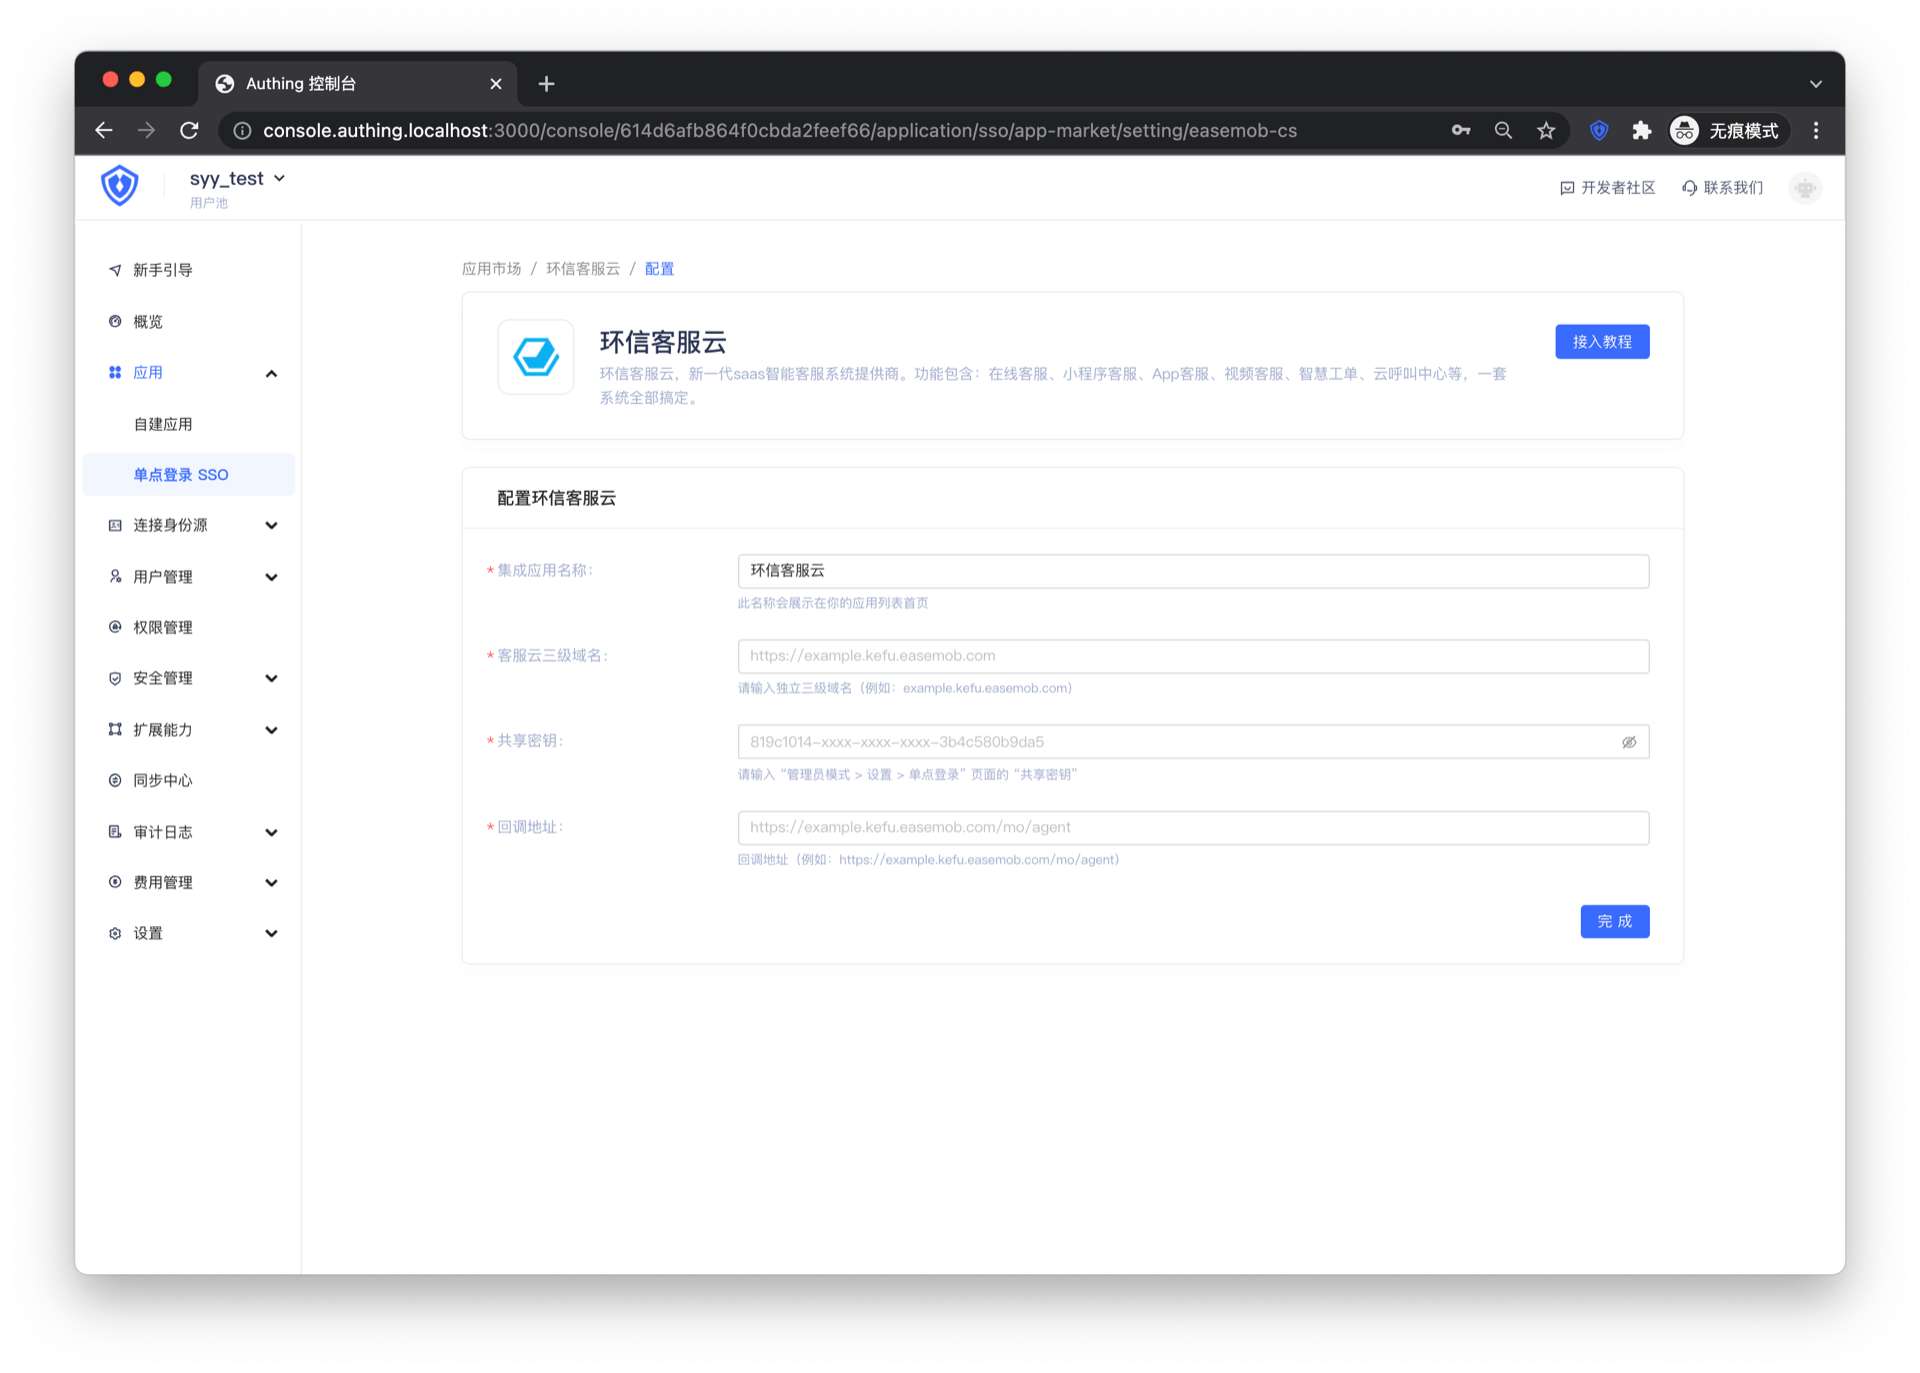 Authing 控制台
console.authing.localhost:3000/console/614d6afb864f0cbda2feef66/application/sso/app-market/setting/easemob-cs
无痕模式
syy_test
用户池
开发者社区
联系我们
新手引导
概览
应用
自建应用
单点登录 SSO
连接身份源
用户管理
权限管理
安全管理
扩展能力
同步中心
审计日志
费用管理
设置
应用市场 / 环信客服云 / 配置
环信客服云
接入教程
环信客服云，新一代saas智能客服系统提供商。功能包含：在线客服、小程序客服、App客服、视频客服、智慧工单、云呼叫中心等，一套
系统全部搞定。
配置环信客服云
* 集成应用名称：
环信客服云
此名称会展示在你的应用列表首页
* 客服云三级域名：
https://example.kefu.easemob.com
请输入独立三级域名（例如：example.kefu.easemob.com）
* 共享密钥：
819c1014-xxxx-xxxx-xxxx-3b4c580b9da5
请输入“管理员模式 > 设置 > 单点登录”页面的“共享密钥”
* 回调地址：
https://example.kefu.easemob.com/mo/agent
回调地址（例如：https://example.kefu.easemob.com/mo/agent）
完 成